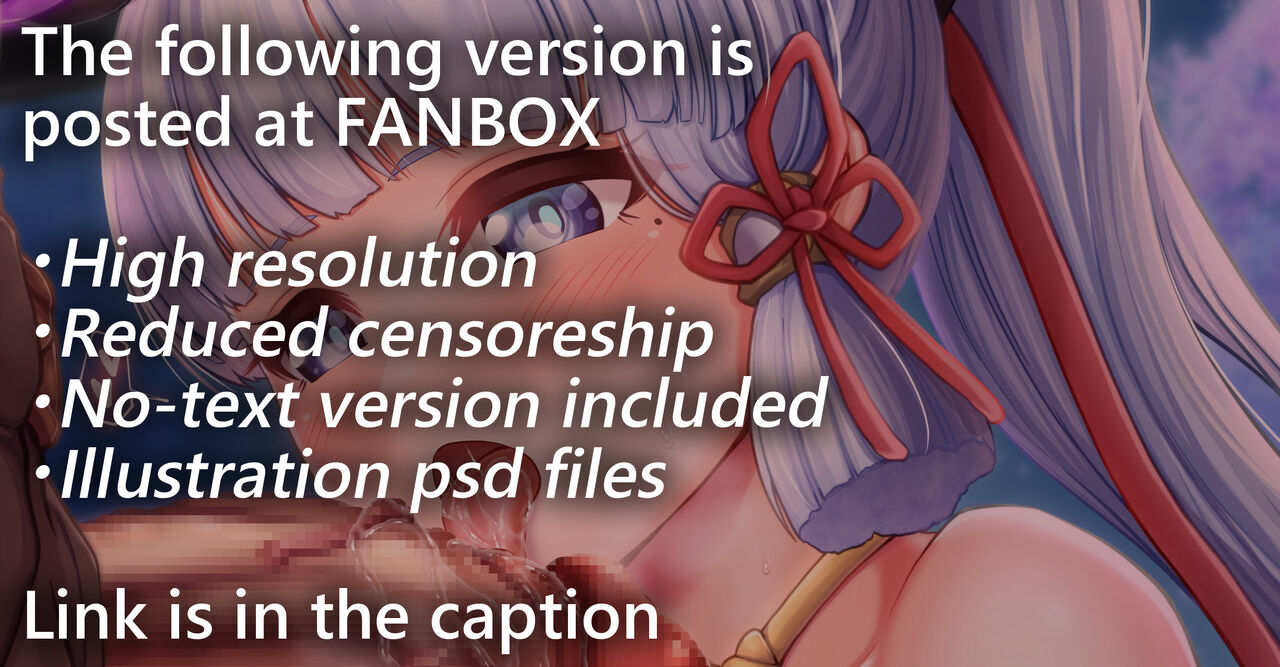 The following version is
posted at FANBOX
・High resolution
・Reduced censoreship
・No-text version included
・Illustration psd files
Link is in the caption